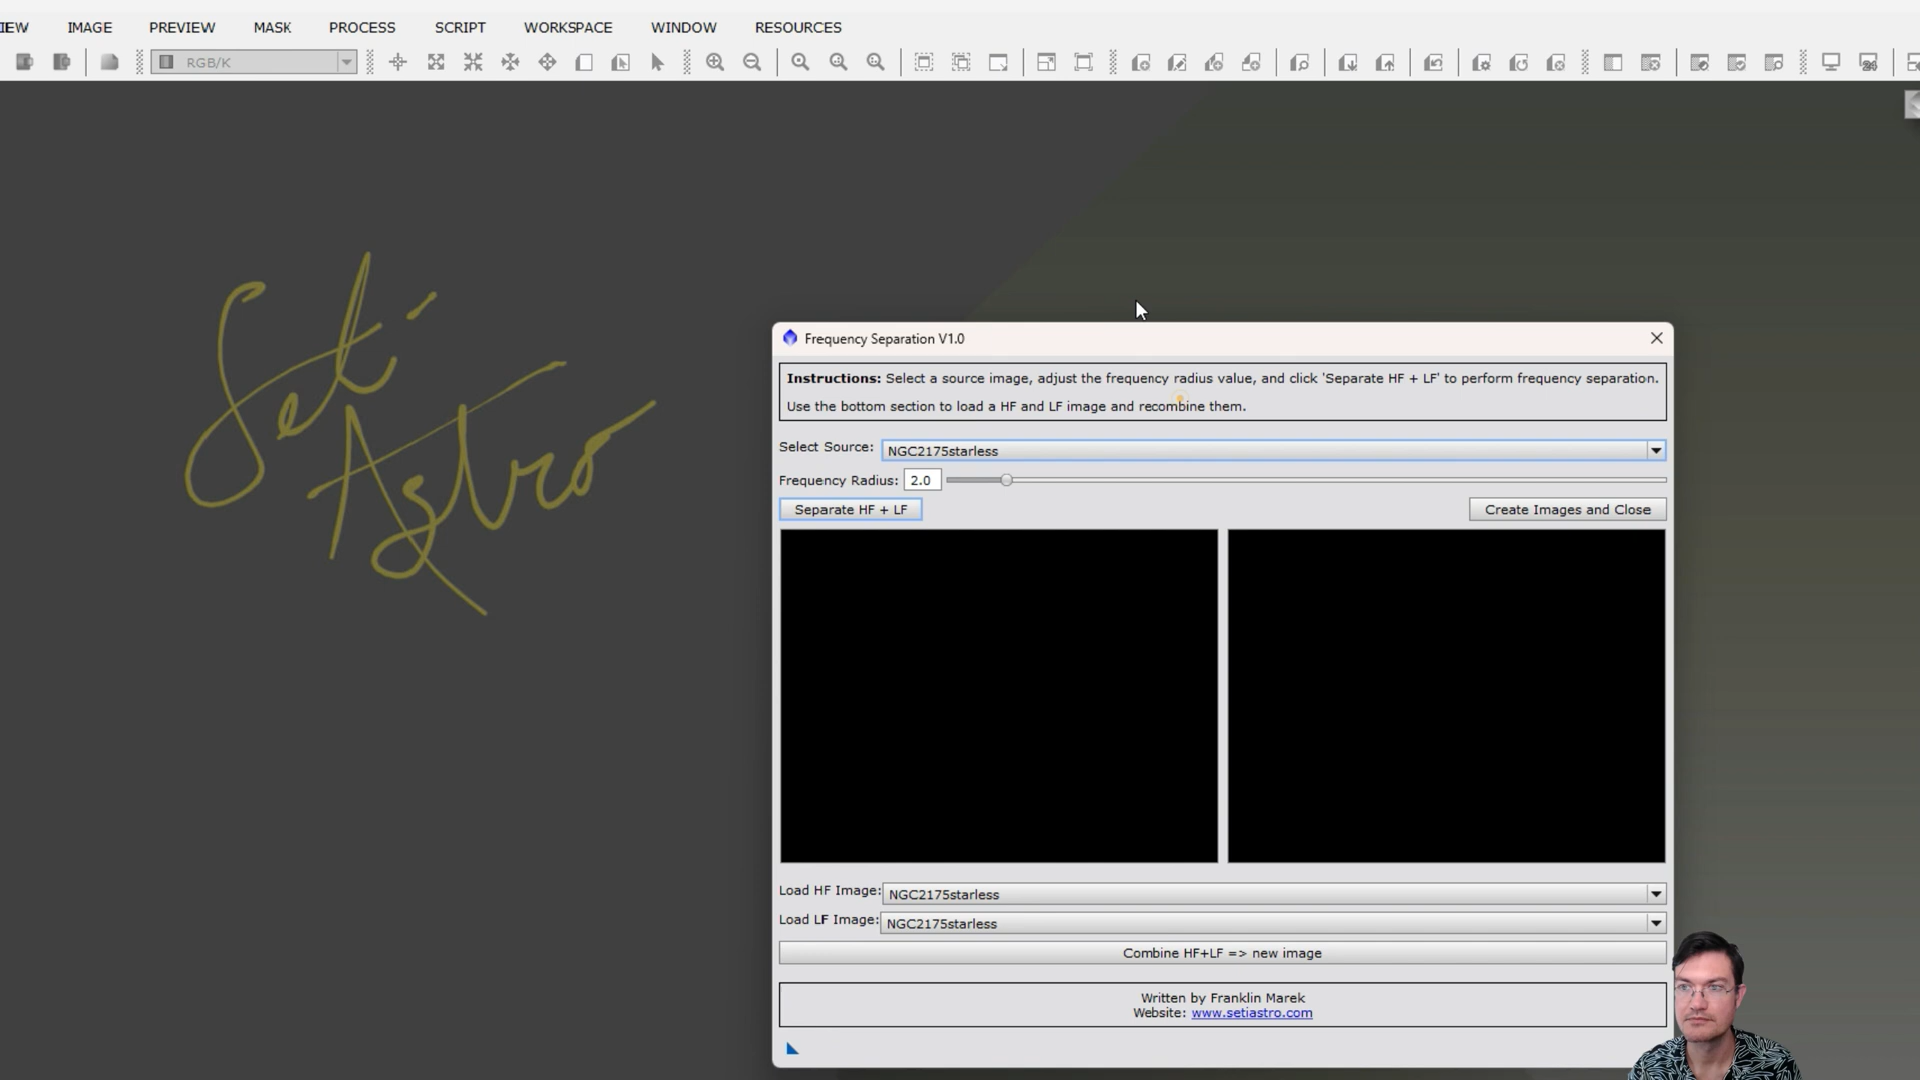 IEW IMAGE PREVIEW MASK PROCESS SCRIPT WORKSPACE WINDOW RESOURCES
RGB/K
Seti
Astro
Frequency Separation V1.0
Instructions: Select a source image, adjust the frequency radius value, and click 'Separate HF + LF' to perform frequency separation.
Use the bottom section to load a HF and LF image and recombine them.
Select Source: NGC2175starless
Frequency Radius: 2.0
Separate HF + LF Create Images and Close
Load HF Image: NGC2175starless
Load LF Image: NGC2175starless
Combine HF+LF => new image
Written by Franklin Marek
Website: www.setiastro.com